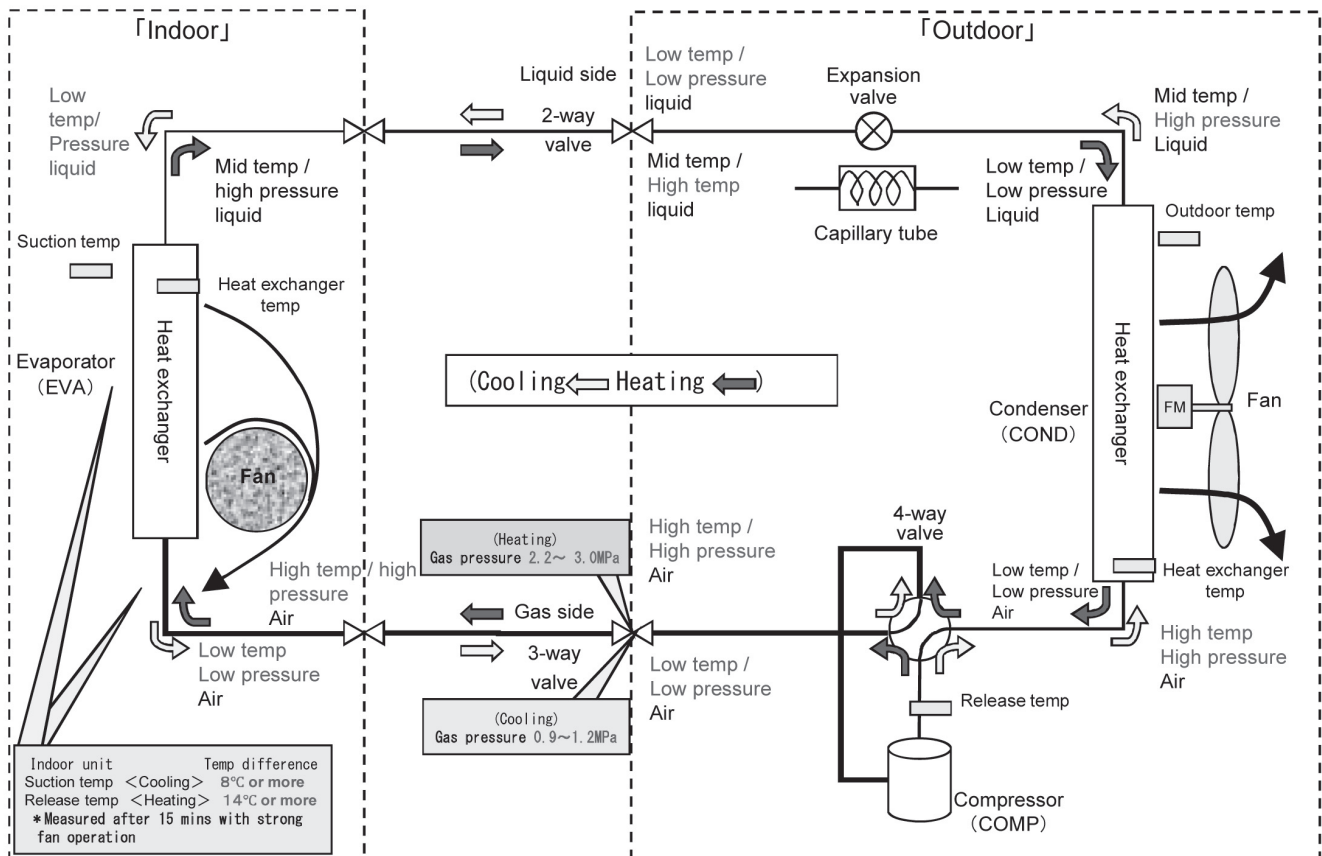 「Indoor」
「Outdoor」
Low
temp/
Pressure
liquid
Mid temp /
high pressure
liquid
Liquid side
2-way
valve
Low temp /
Low pressure
liquid
Mid temp /
High temp
liquid
Expansion
valve
Capillary tube
Mid temp /
High pressure
Liquid
Low temp /
Low pressure
Liquid
Suction temp
Heat exchanger
temp
Heat exchanger
Evaporator
(EVA)
Fan
(Cooling⇦ Heating ⬅)
Outdoor temp
Heat exchanger
Condenser
(COND)
FM
Fan
Heat exchanger
temp
(Heating)
Gas pressure 2.2~ 3.0MPa
High temp /
High pressure
Air
4-way
valve
Low temp /
Low pressure
Air
High temp
High pressure
Air
High temp / high
pressure
Air
Gas side
3-way
valve
Low temp
Low pressure
Air
Low temp /
Low pressure
Air
(Cooling)
Gas pressure 0.9~1.2MPa
Release temp
Compressor
(COMP)
Indoor unit Temp difference
Suction temp <Cooling> 8℃ or more
Release temp <Heating> 14℃ or more
*Measured after 15 mins with strong
fan operation